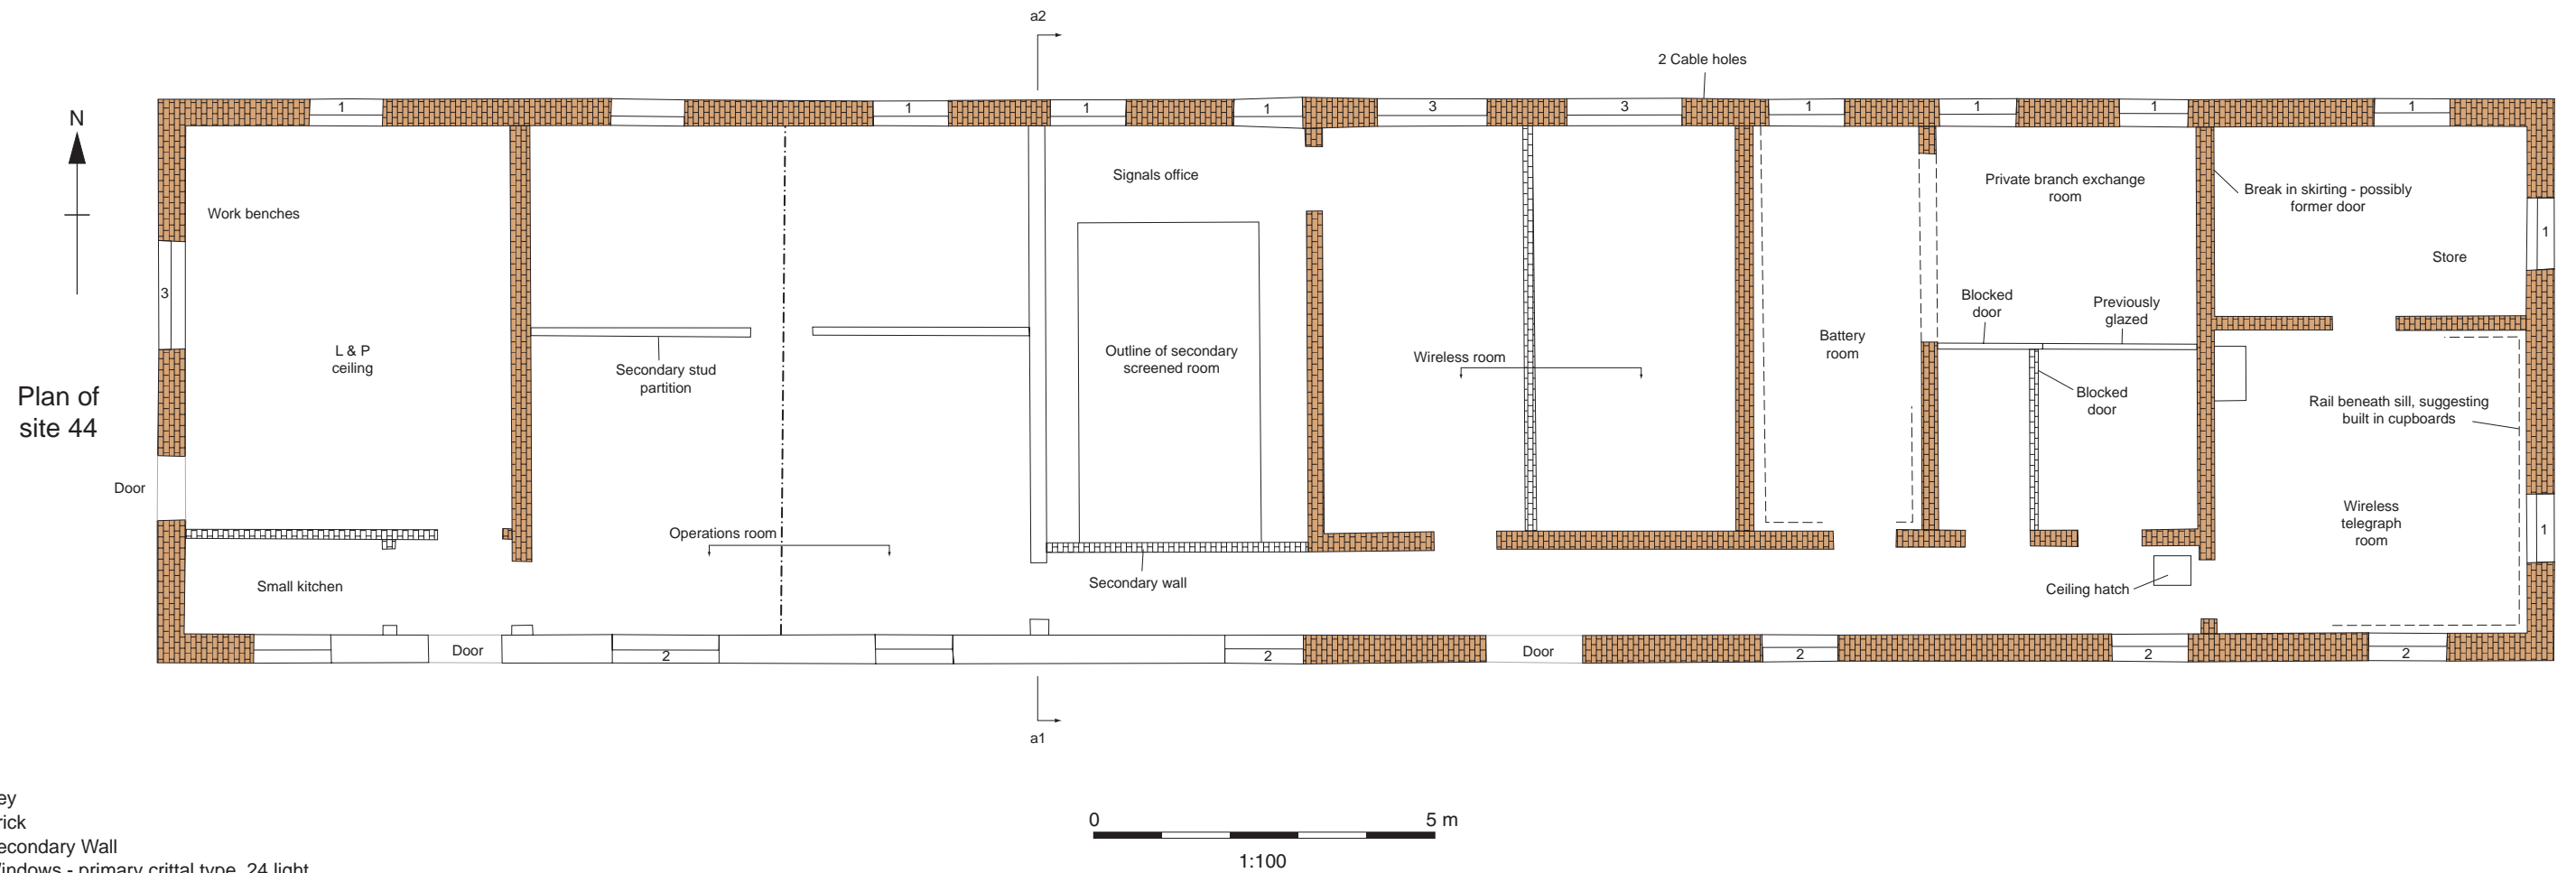 a2
2 Cable holes
N
1
1
1
1
3
3
1
1
1
1
Signals office
Private branch exchange
room
Break in skirting - possibly
former door
Work benches
1
Store
3
Blocked
door
Previously
glazed
L & P
ceiling
Secondary stud
partition
Outline of secondary
screened room
Wireless room
Battery
room
Blocked
door
Rail beneath sill, suggesting
built in cupboards
Plan of
site 44
Door
Operations room
Wireless
telegraph
room
1
Small kitchen
Secondary wall
Ceiling hatch
Door
2
2
Door
2
2
2
a1
0
5 m
1:100
ey
rick
econdary Wall
indows - primary crittal type, 24 light